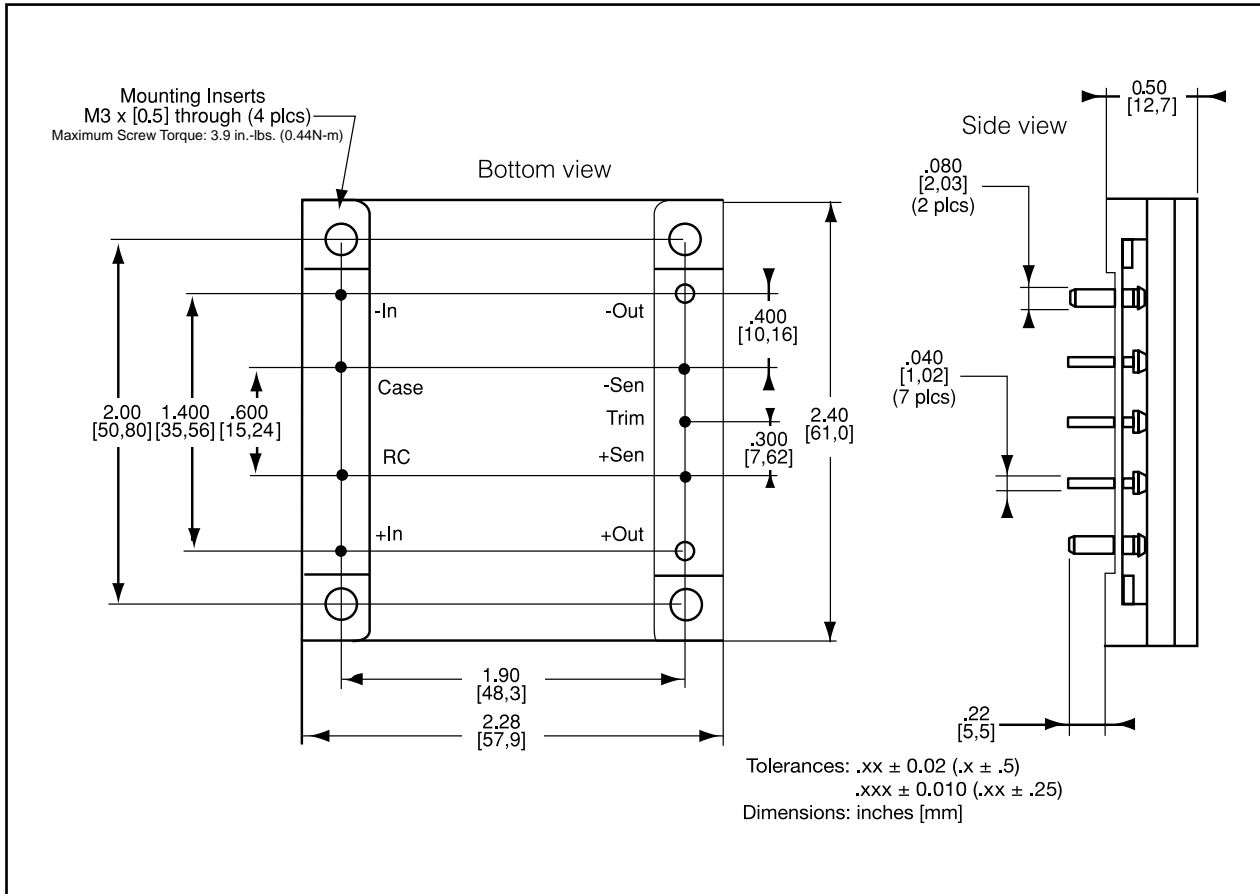 Mounting Inserts
M3 x [0.5] through (4 plcs)
Maximum Screw Torque: 3.9 in.-lbs. (0.44N-m)
Bottom view
Side view
0.50
[12,7]
.080
[2,03]
(2 plcs)
-In
-Out
.400
[10,16]
.040
[1,02]
(7 plcs)
Case
-Sen
2.00
[50,80]
1.400
[35,56]
.600
[15,24]
Trim
2.40
[61,0]
.300
[7,62]
RC
+Sen
+In
+Out
1.90
[48,3]
2.28
[57,9]
.22
[5,5]
Tolerances: .xx ± 0.02 (.x ± .5)
.xxx ± 0.010 (.xx ± .25)
Dimensions: inches [mm]